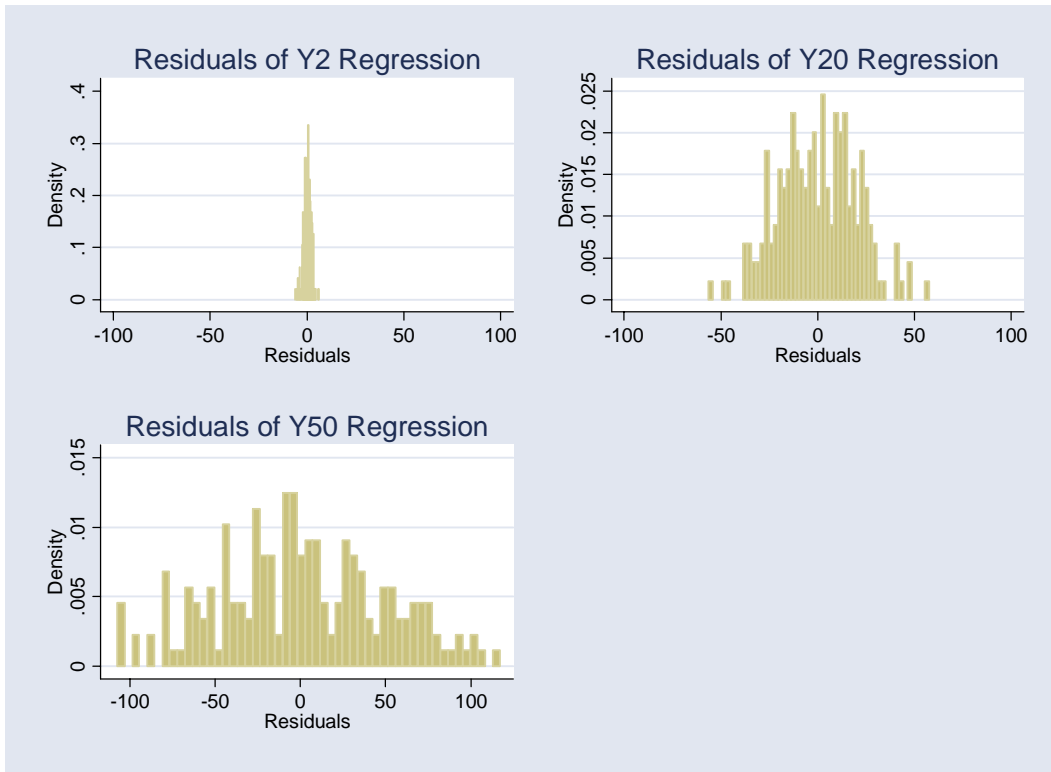 Residuals of Y2 Regression
Density
.4
.3
.2
.1
0
-100 -50 0 50 100
Residuals
Residuals of Y20 Regression
Density
.025
.02
.015
.01
.005
0
-100 -50 0 50 100
Residuals
Residuals of Y50 Regression
Density
.015
.01
.005
0
-100 -50 0 50 100
Residuals